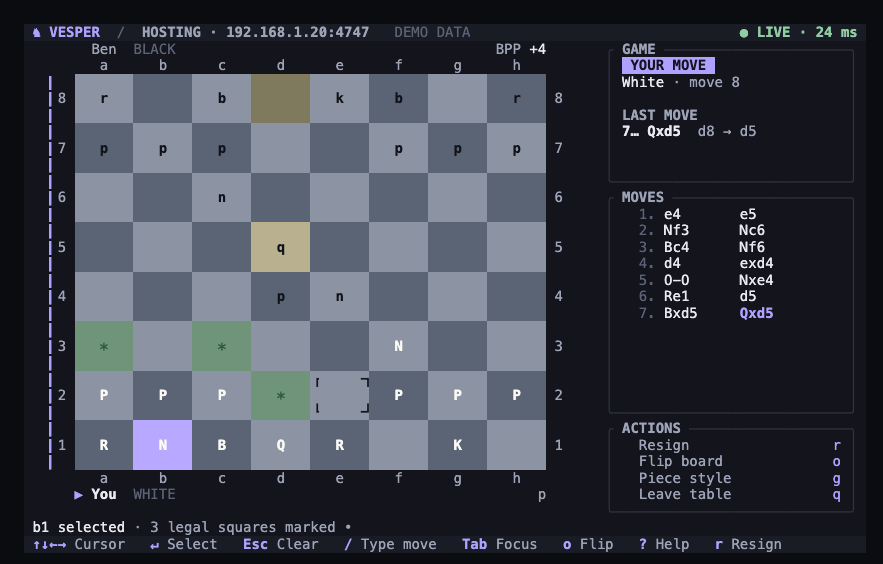 ♞ VESPER / HOSTING · 192.168.1.20:4747 DEMO DATA ● LIVE · 24 ms
Ben BLACK BPP +4
a b c d e f g h
8 r b k b r 8
7 p p p p p p 7
6 n 6
5 q 5
4 p n 4
3 * * N 3
2 P P P * P P P 2
1 R N B Q R K 1
a b c d e f g h
▶ You WHITE p
GAME
YOUR MOVE
White · move 8
LAST MOVE
7… Qxd5 d8 → d5
MOVES
1. e4 e5
2. Nf3 Nc6
3. Bc4 Nf6
4. d4 exd4
5. O-O Nxe4
6. Re1 d5
7. Bxd5 Qxd5
ACTIONS
Resign r
Flip board o
Piece style g
Leave table q
b1 selected · 3 legal squares marked •
↑↓←→ Cursor ↵ Select Esc Clear / Type move Tab Focus o Flip ? Help r Resign